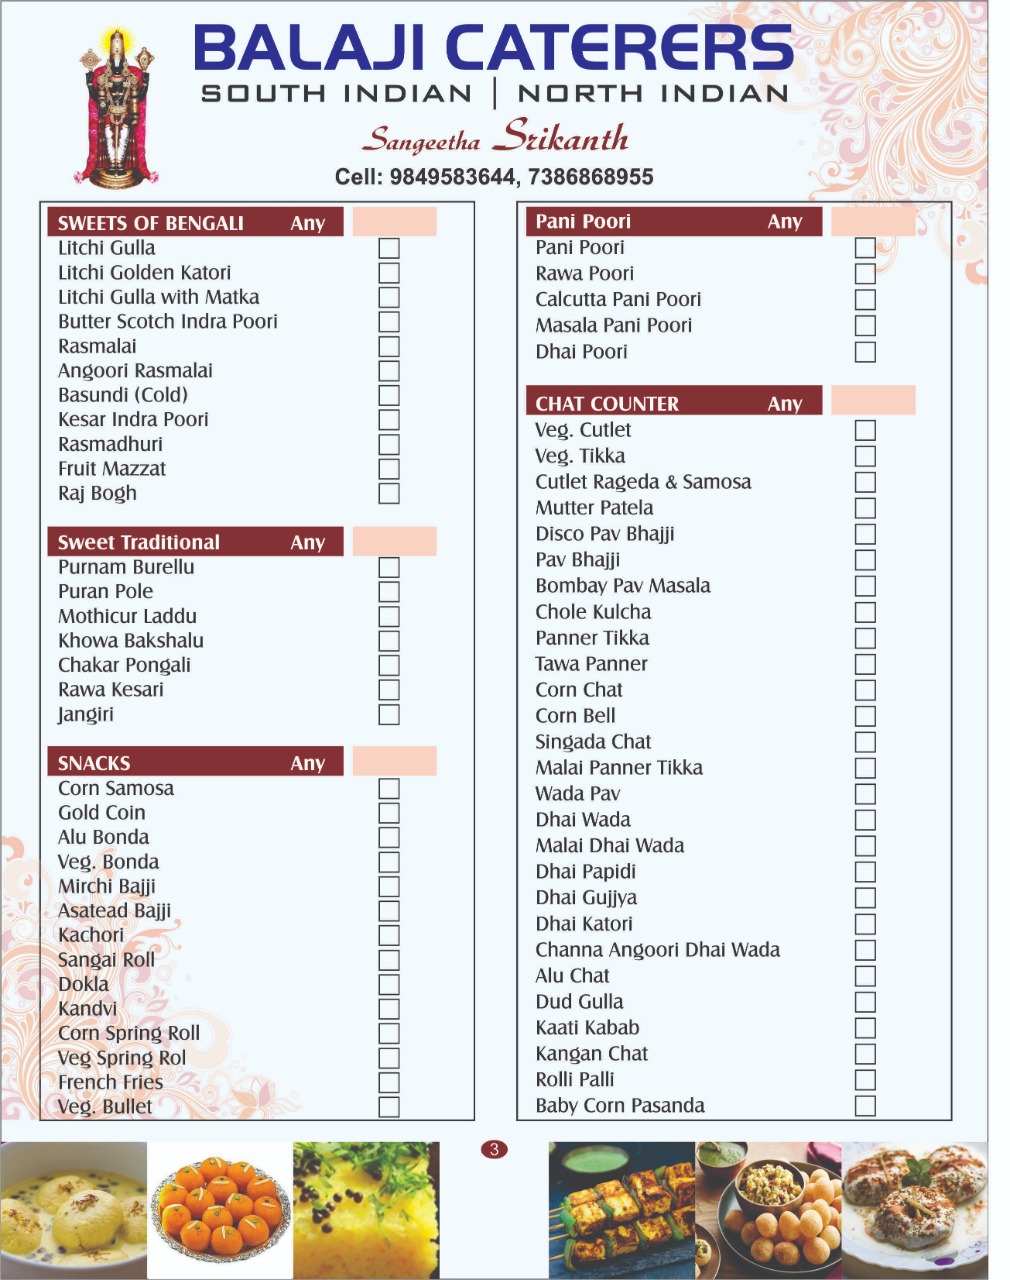 BALAJI CATERERS
SOUTH INDIAN | NORTH INDIAN
Sangeetha Srikanth
Cell: 9849583644, 7386868955
SWEETS OF BENGALI Any
Litchi Gulla
Litchi Golden Katori
Litchi Gulla with Matka
Butter Scotch Indra Poori
Rasmalai
Angoori Rasmalai
Basundi (Cold)
Kesar Indra Poori
Rasmadhuri
Fruit Mazzat
Raj Bogh
Sweet Traditional Any
Purnam Burellu
Puran Pole
Mothicur Laddu
Khowa Bakshalu
Chakar Pongali
Rawa Kesari
Jangiri
SNACKS Any
Corn Samosa
Gold Coin
Alu Bonda
Veg. Bonda
Mirchi Bajji
Asatead Bajji
Kachori
Sangai Roll
Dokla
Kandvi
Corn Spring Roll
Veg Spring Rol
French Fries
Veg. Bullet
Pani Poori Any
Pani Poori
Rawa Poori
Calcutta Pani Poori
Masala Pani Poori
Dhai Poori
CHAT COUNTER Any
Veg. Cutlet
Veg. Tikka
Cutlet Rageda & Samosa
Mutter Patela
Disco Pav Bhajji
Pav Bhajji
Bombay Pav Masala
Chole Kulcha
Panner Tikka
Tawa Panner
Corn Chat
Corn Bell
Singada Chat
Malai Panner Tikka
Wada Pav
Dhai Wada
Malai Dhai Wada
Dhai Papidi
Dhai Gujjya
Dhai Katori
Channa Angoori Dhai Wada
Alu Chat
Dud Gulla
Kaati Kabab
Kangan Chat
Rolli Palli
Baby Corn Pasanda
3